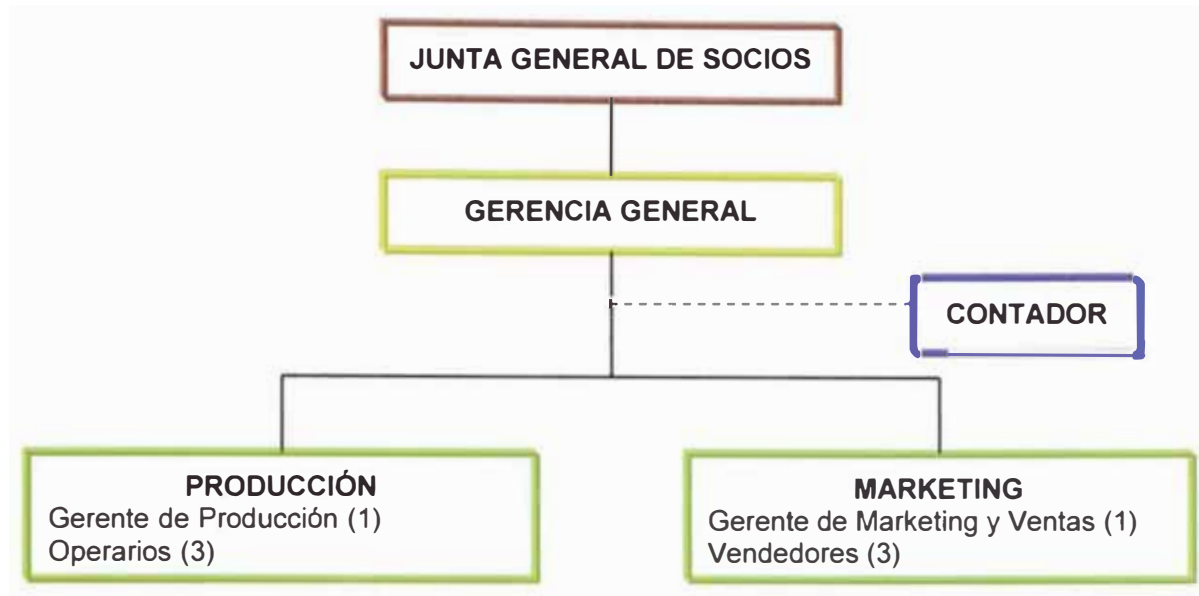 JUNTA GENERAL DE SOCIOS
GERENCIA GENERAL
CONTADOR
PRODUCCIÓN
Gerente de Producción (1)
Operarios (3)
MARKETING
Gerente de Marketing y Ventas (1)
Vendedores (3)